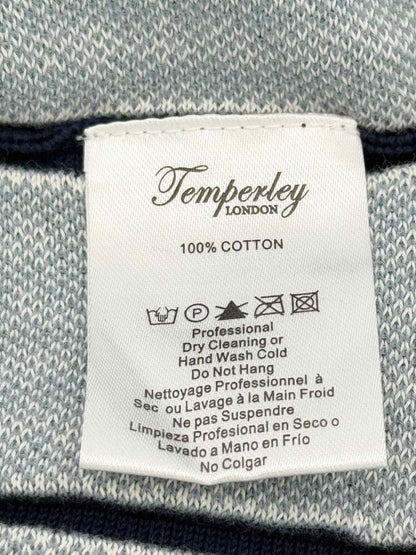 Temperley
LONDON
100% COTTON
P
Professional
Dry Cleaning or
Hand Wash Cold
Do Not Hang
Nettoyage Professionnel à
Sec ou Lavage à la Main Froid
Ne pas Suspendre
Limpieza Profesional en Seco o
Lavado a Mano en Frío
No Colgar